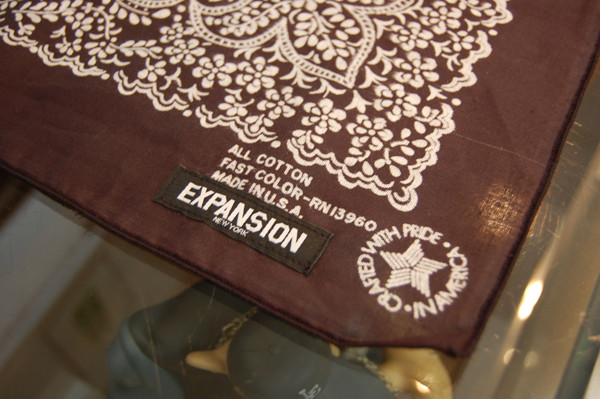 ALL COTTON
FAST COLOR-RN13960
MADE IN U.S.A.
EXPANSION
NEW YORK
CRAFTED WITH PRIDE • IN AMERICA •